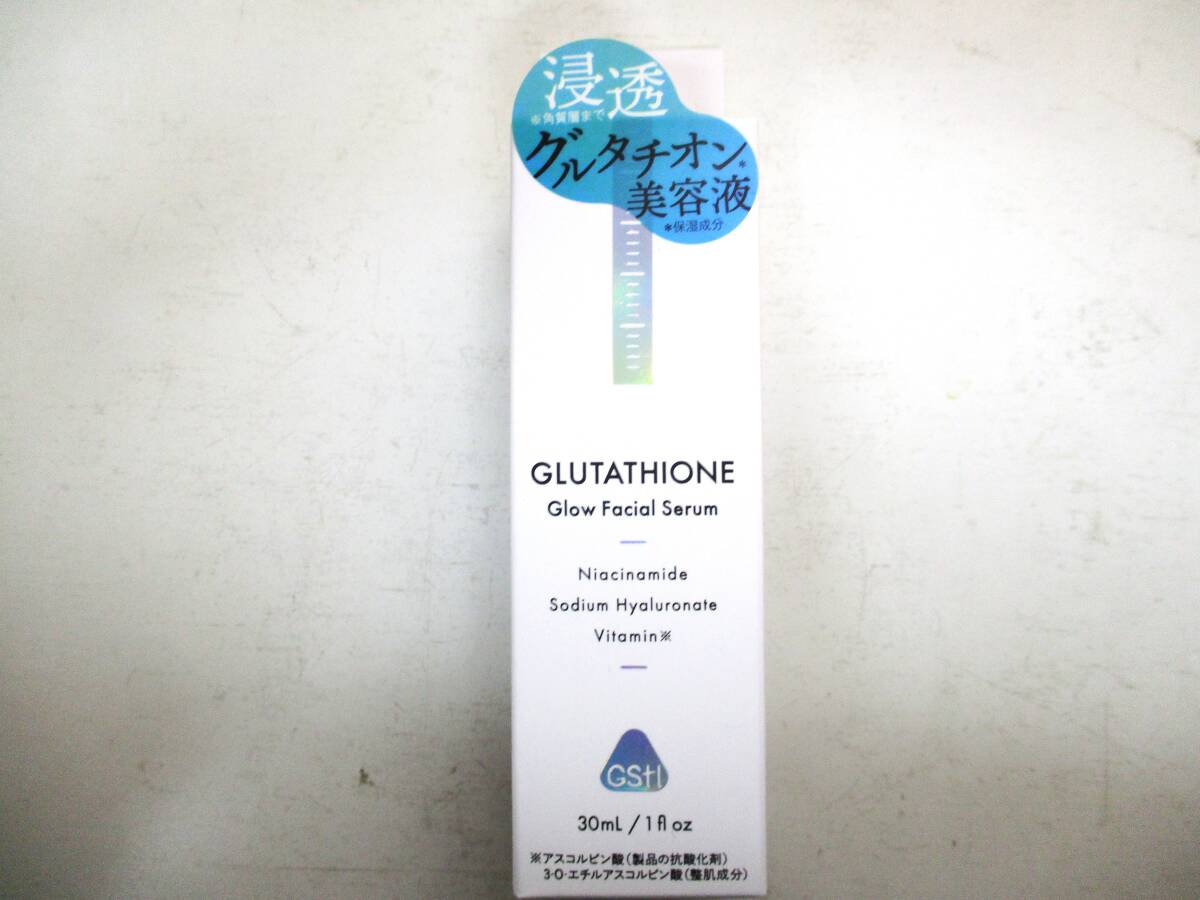 浸透
※角質層まで
グルタチオン*
美容液
*保湿成分
GLUTATHIONE
Glow Facial Serum
Niacinamide
Sodium Hyaluronate
Vitamin※
GStI
30mL / 1fl oz
※アスコルビン酸(製品の抗酸化剤)
3-O-エチルアスコルビン酸(整肌成分)